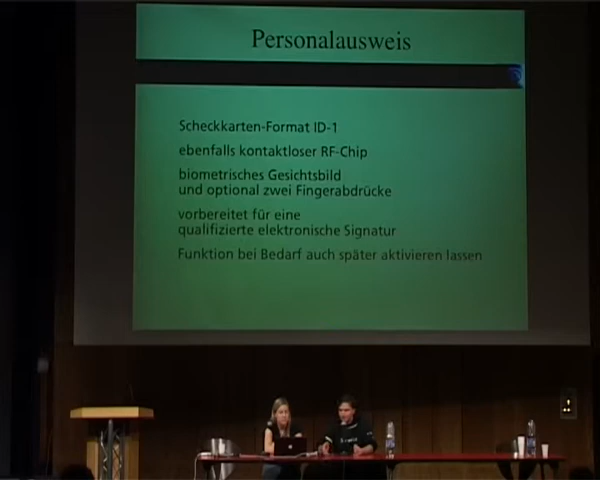 Personalausweis
Scheckkarten-Format ID-1
ebenfalls kontaktloser RF-Chip
biometrisches Gesichtsbild
und optional zwei Fingerabdrücke
vorbereitet für eine
qualifizierte elektronische Signatur
Funktion bei Bedarf auch später aktivieren lassen